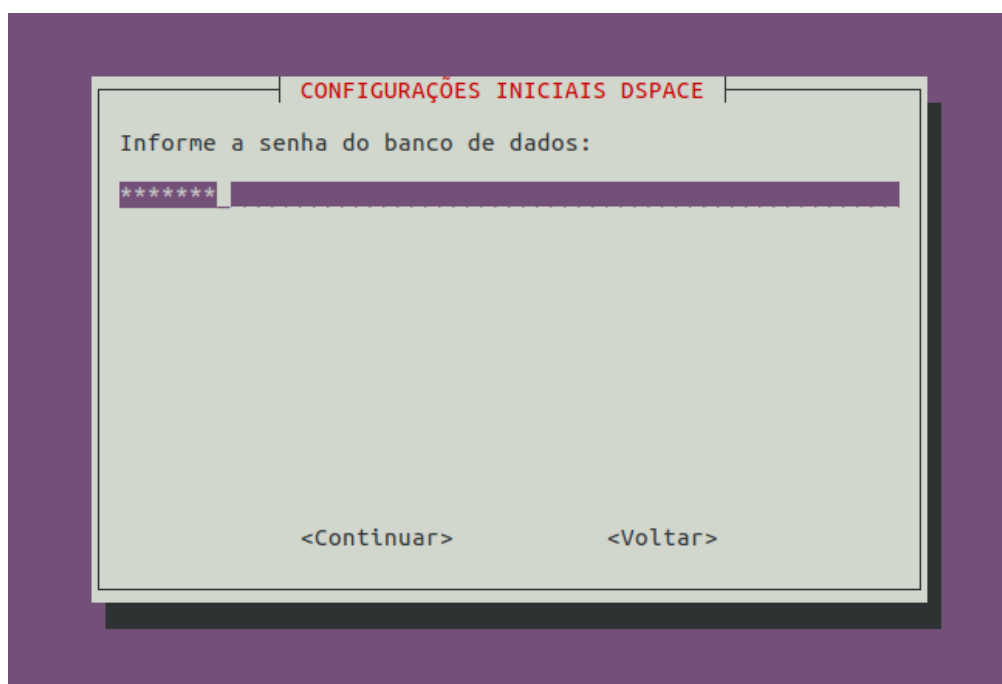 CONFIGURAÇÕES INICIAIS DSPACE
Informe a senha do banco de dados:
*******_
<Continuar> <Voltar>